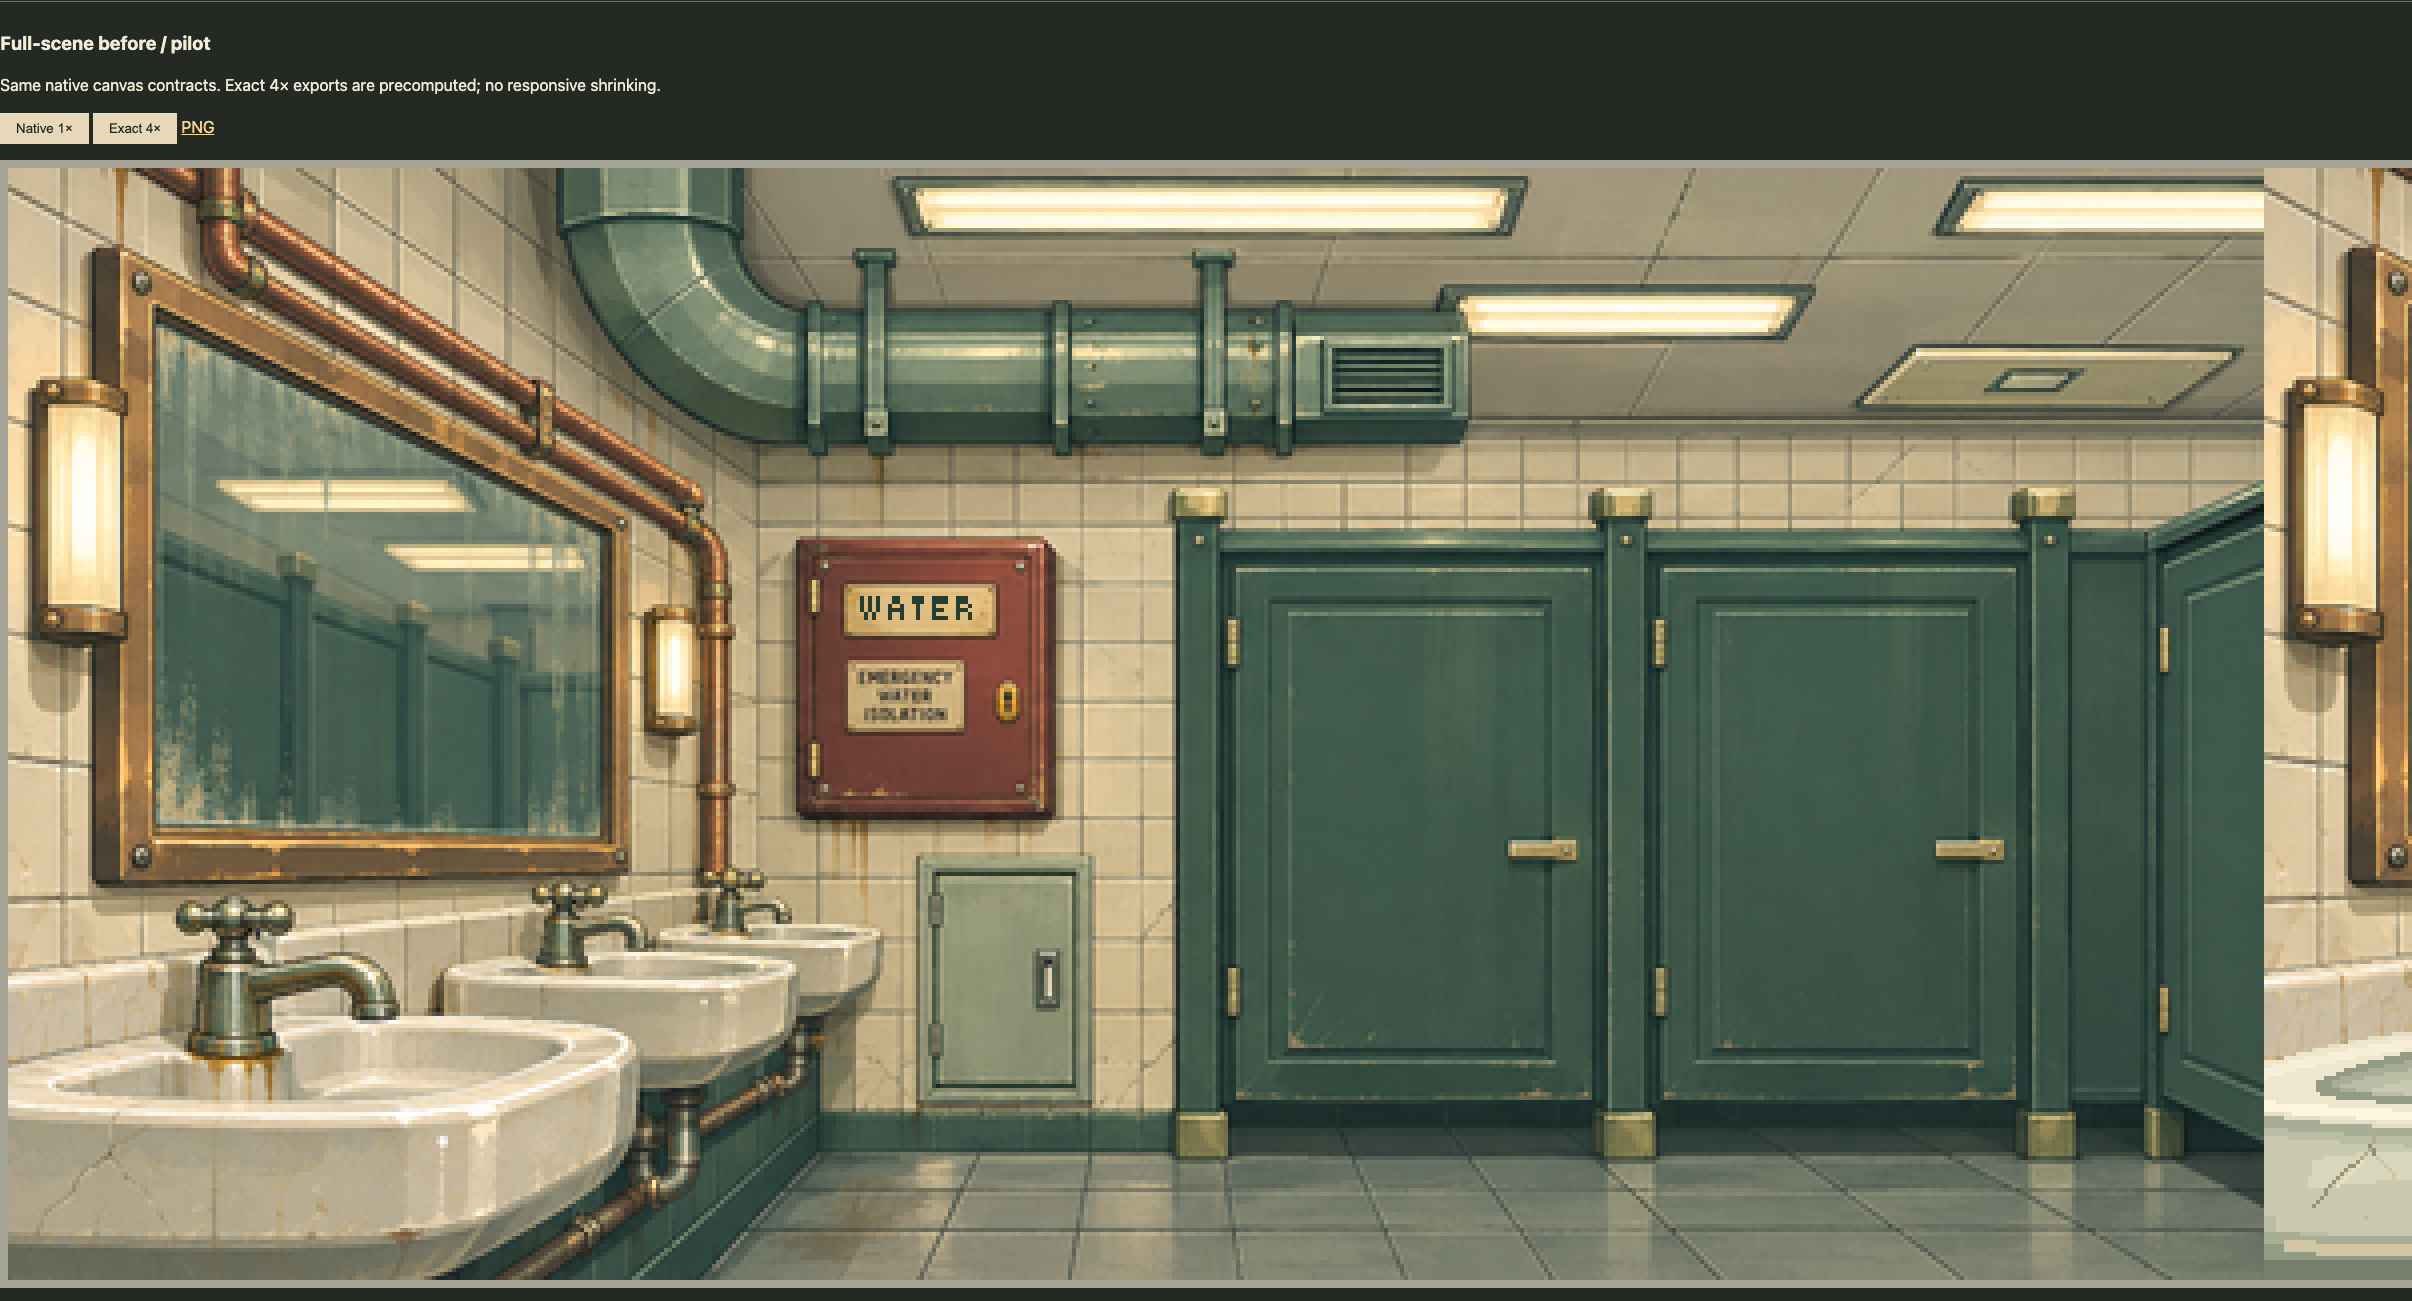 Full-scene before / pilot
Same native canvas contracts. Exact 4× exports are precomputed; no responsive shrinking.
Native 1×
Exact 4×
PNG
WATER
EMERGENCY
WATER
ISOLATION